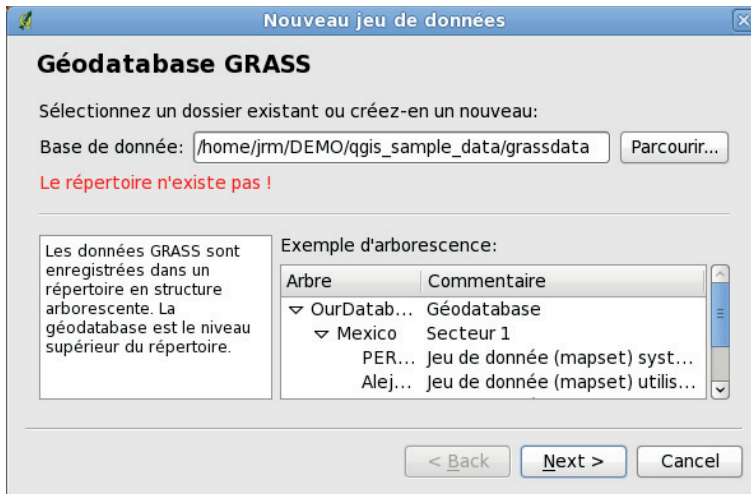 Nouveau jeu de données
Géodatabase GRASS
Sélectionnez un dossier existant ou créez-en un nouveau:
Base de donnée: /home/jrm/DEMO/qgis_sample_data/grassdata Parcourir...
Le répertoire n'existe pas !
Les données GRASS sont
enregistrées dans un
répertoire en structure
arborescente. La
géodatabase est le niveau
supérieur du répertoire.
Exemple d'arborescence:
Arbre Commentaire
OurDatab... Géodatabase
Mexico Secteur 1
PER... Jeu de donnée (mapset) syst...
Alej... Jeu de donnée (mapset) utilis...
< Back Next > Cancel